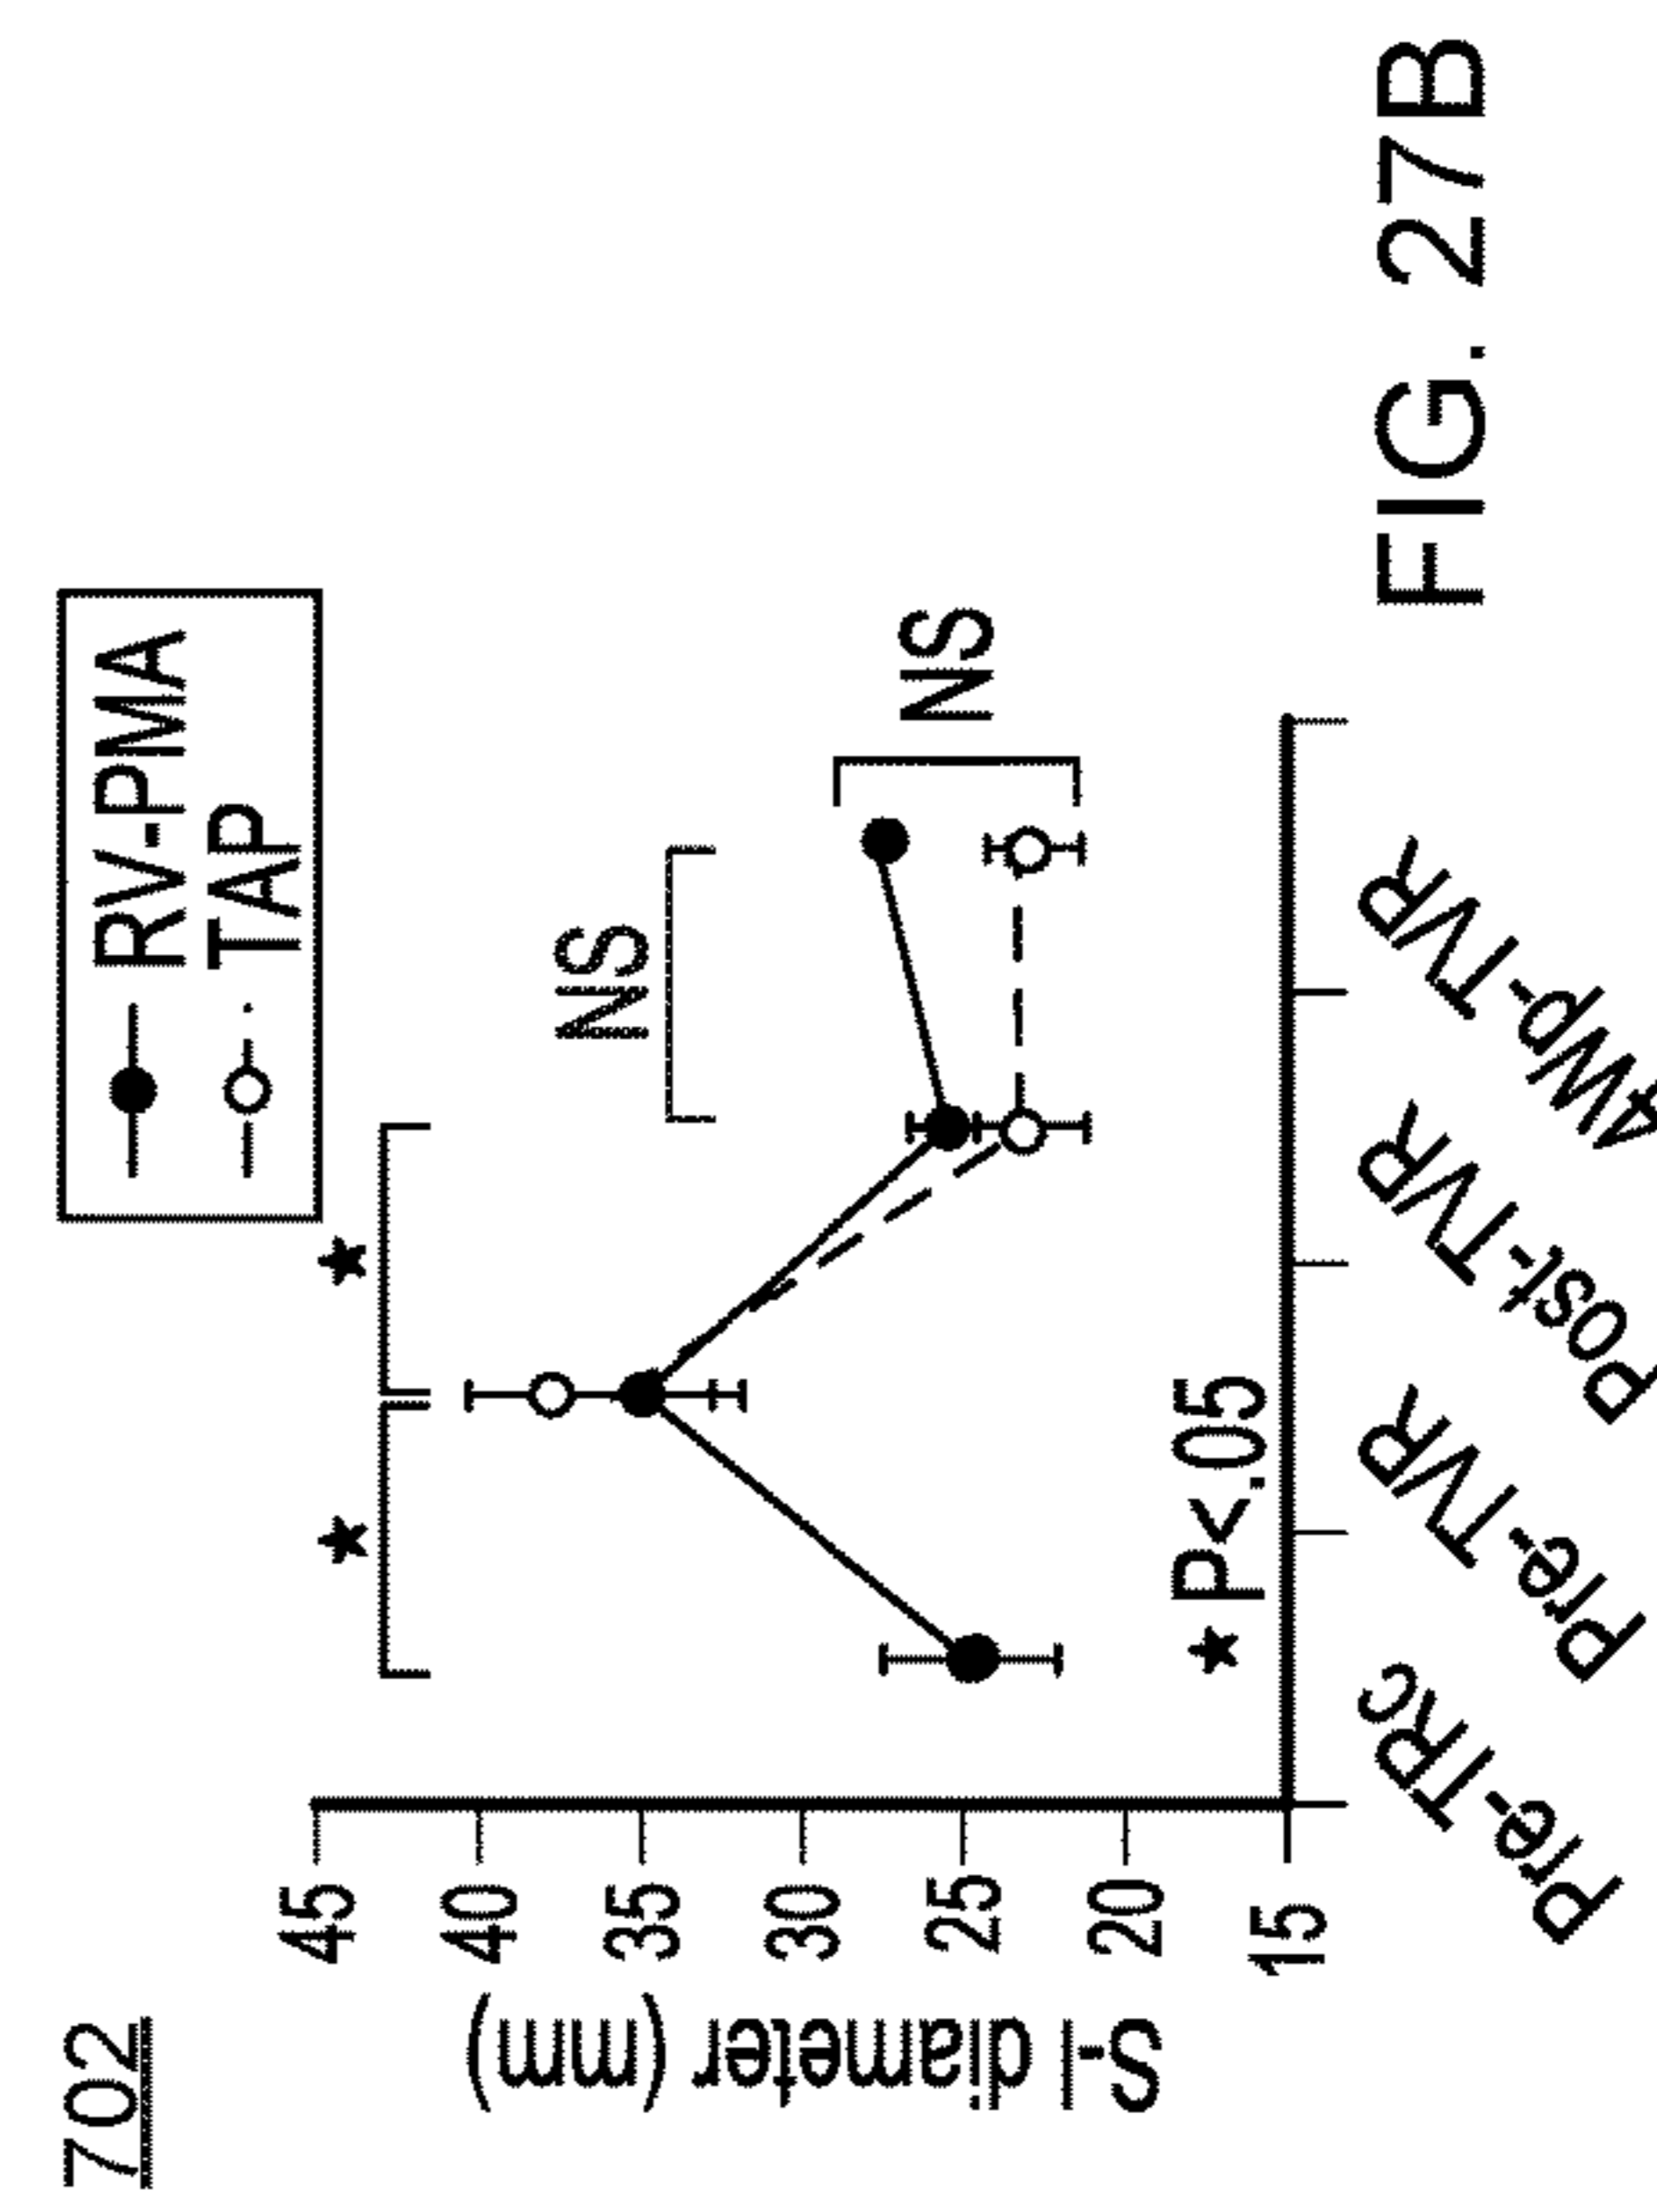 702
RV-PMA
TAP
★
★
NS
NS
★ P<.05
S-I diameter (mm)
45
40
35
30
25
20
15
Pre-TRc
Pre-TVR
Post-TVR
4Wp-TVR
FIG. 27B